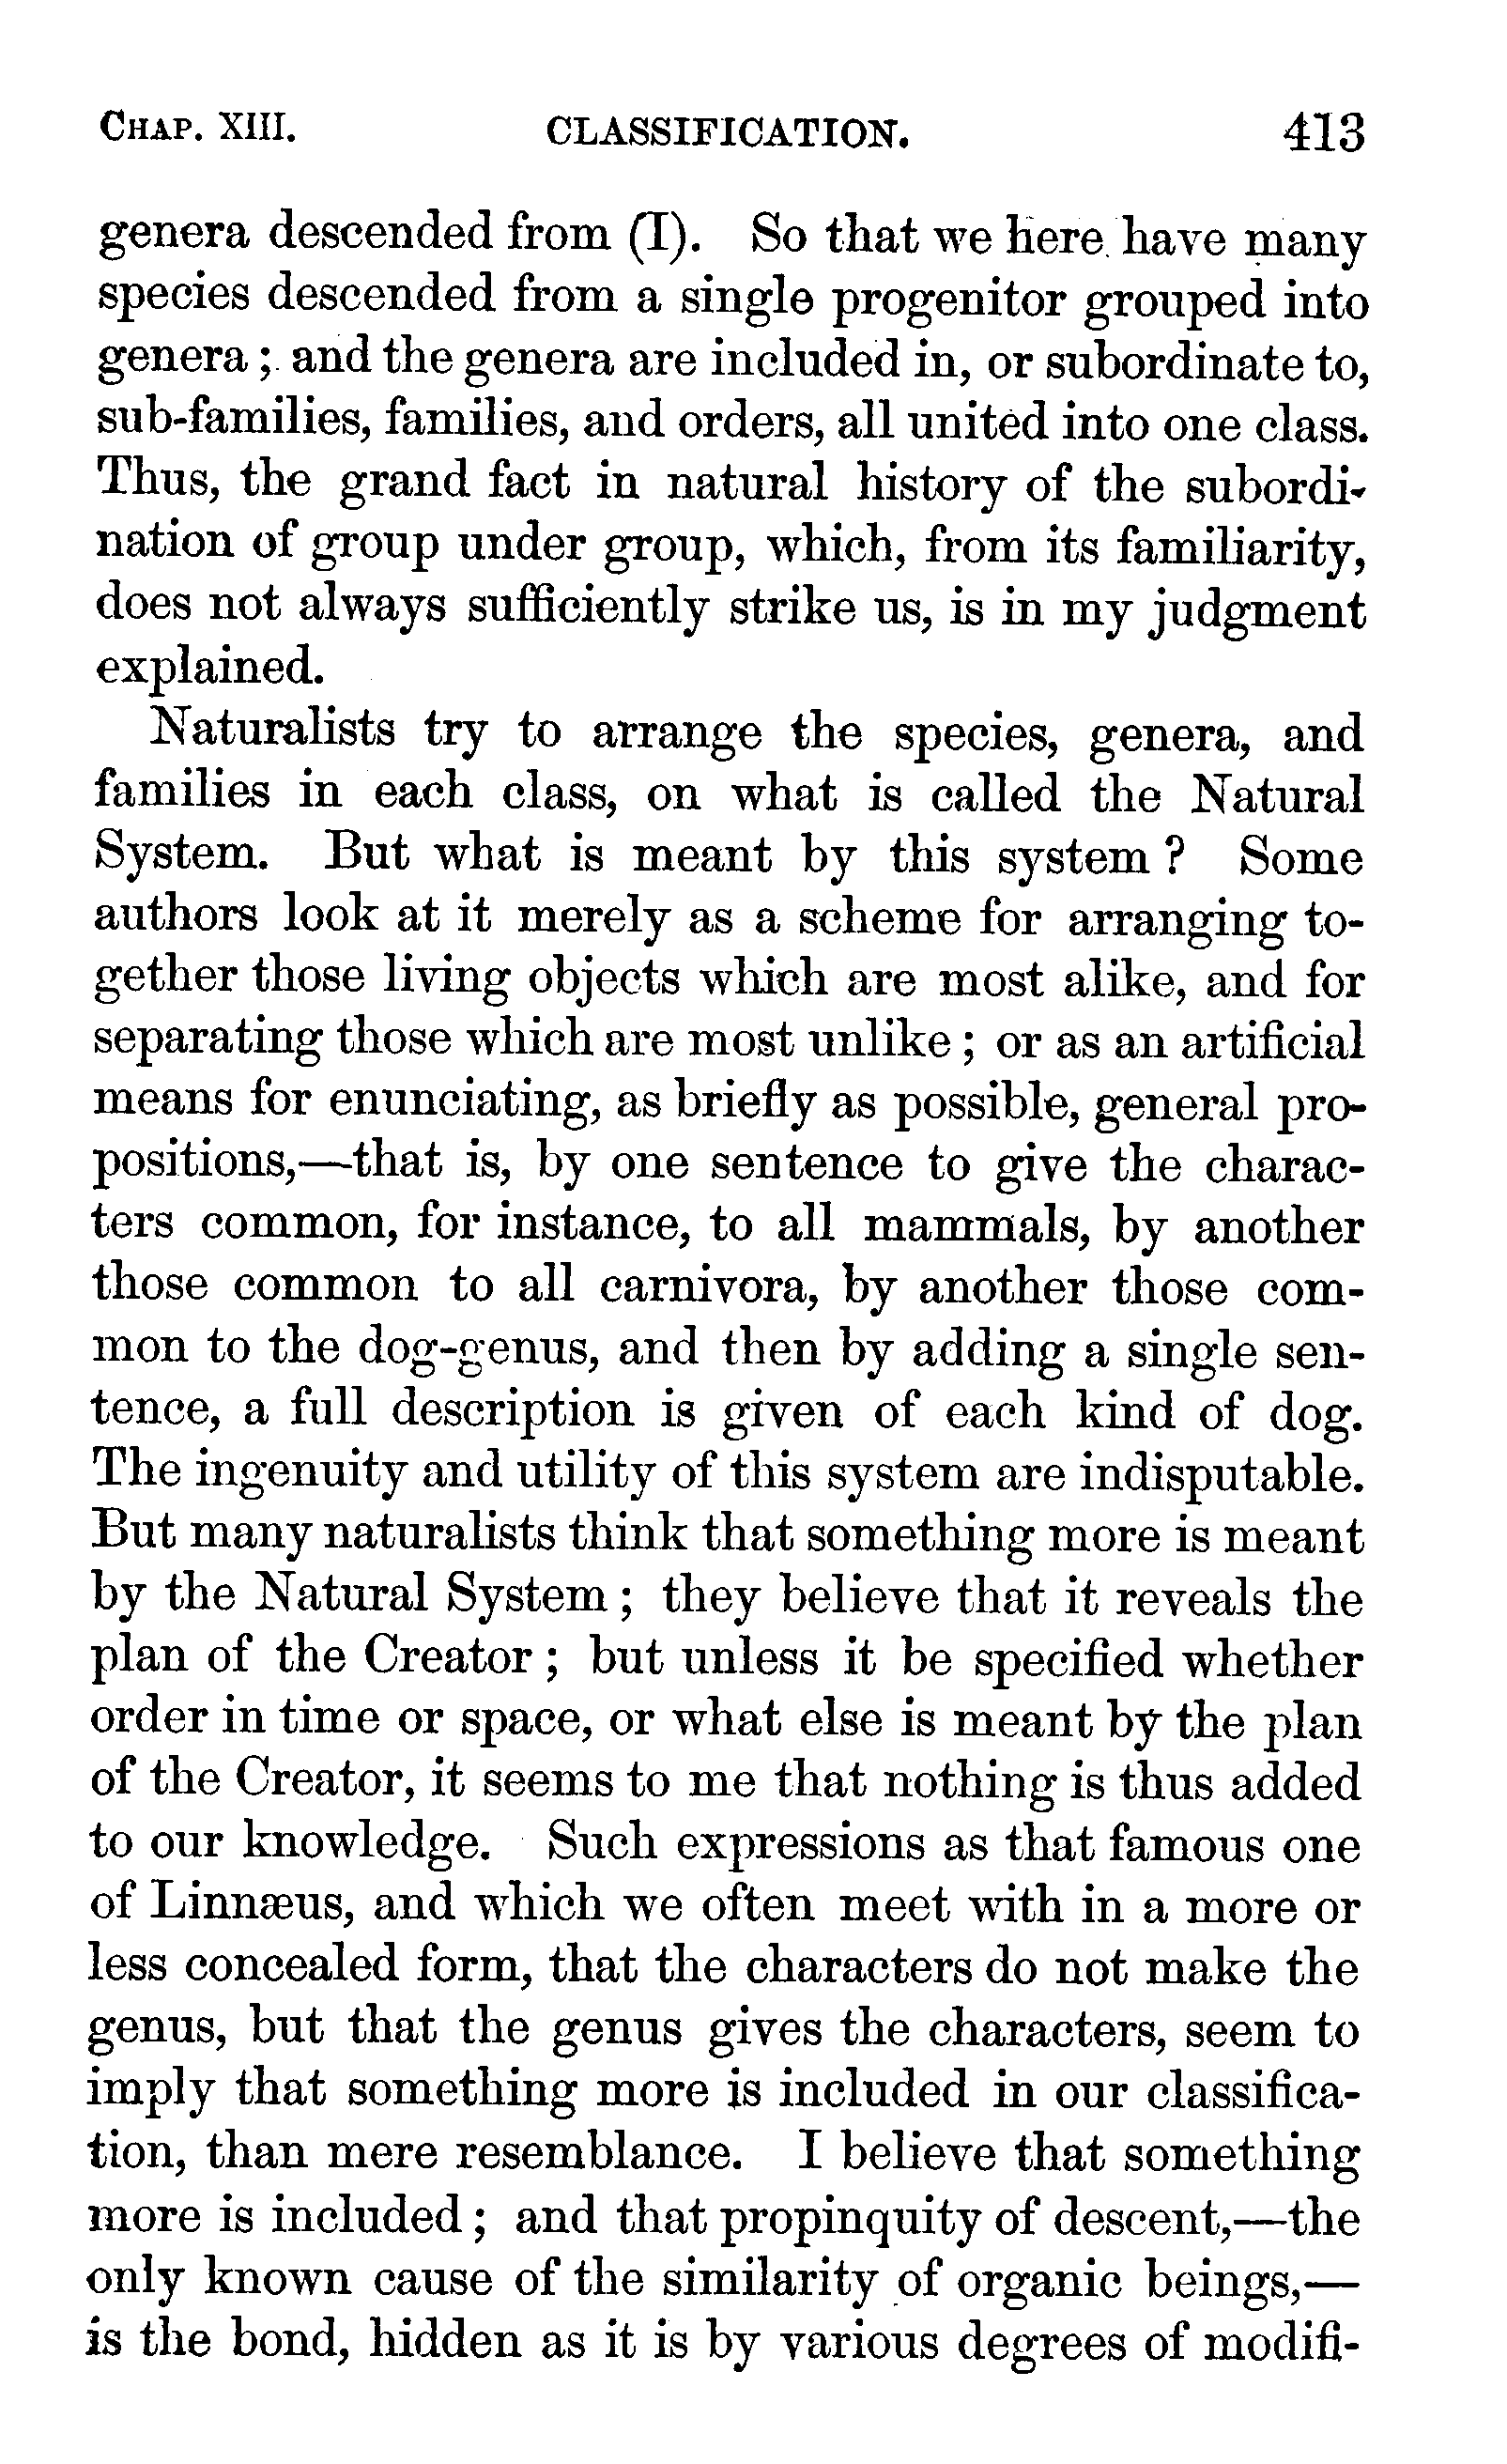 CHAP. XIII. CLASSIFICATION. 413
genera descended from (I). So that we here have many
species descended from a single progenitor grouped into
genera; and the genera are included in, or subordinate to,
sub-families, families, and orders, all united into one class.
Thus, the grand fact in natural history of the subordi-
nation of group under group, which, from its familiarity,
does not always sufficiently strike us, is in my judgment
explained.
Naturalists try to arrange the species, genera, and
families in each class, on what is called the Natural
System. But what is meant by this system? Some
authors look at it merely as a scheme for arranging to-
gether those living objects which are most alike, and for
separating those which are most unlike; or as an artificial
means for enunciating, as briefly as possible, general pro-
positions,—that is, by one sentence to give the charac-
ters common, for instance, to all mammals, by another
those common to all carnivora, by another those com-
mon to the dog-genus, and then by adding a single sen-
tence, a full description is given of each kind of dog.
The ingenuity and utility of this system are indisputable.
But many naturalists think that something more is meant
by the Natural System; they believe that it reveals the
plan of the Creator; but unless it be specified whether
order in time or space, or what else is meant by the plan
of the Creator, it seems to me that nothing is thus added
to our knowledge. Such expressions as that famous one
of Linnæus, and which we often meet with in a more or
less concealed form, that the characters do not make the
genus, but that the genus gives the characters, seem to
imply that something more is included in our classifica-
tion, than mere resemblance. I believe that something
more is included; and that propinquity of descent,—the
only known cause of the similarity of organic beings,—
is the bond, hidden as it is by various degrees of modifi-